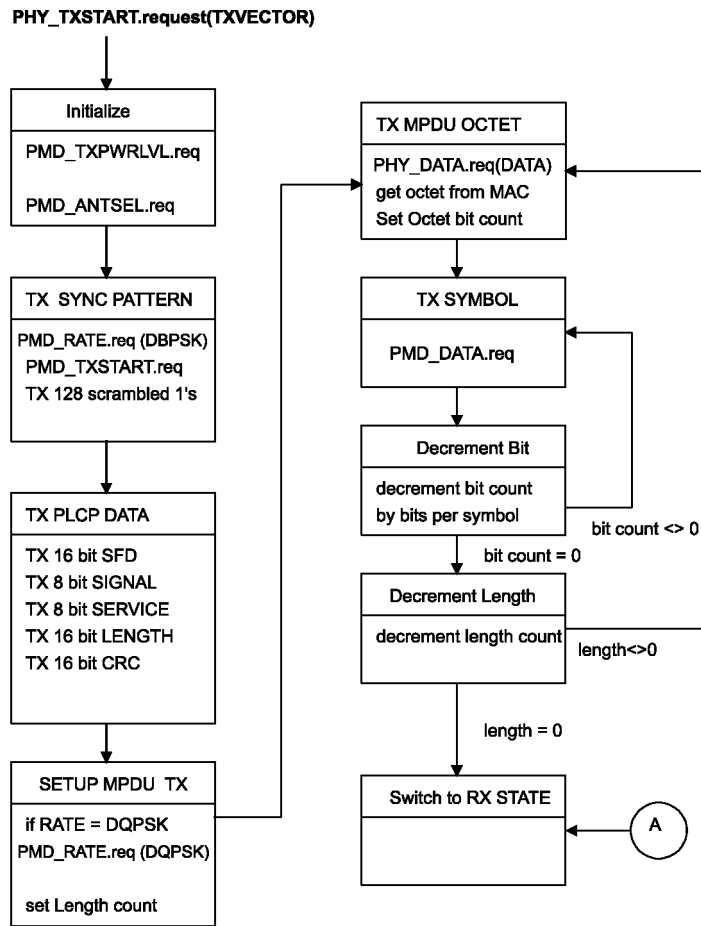 PHY_TXSTART.request(TXVECTOR)
Initialize
PMD_TXPWRLVL.req
PMD_ANTSEL.req
TX SYNC PATTERN
PMD_RATE.req (DBPSK)
PMD_TXSTART.req
TX 128 scrambled 1's
TX PLCP DATA
TX 16 bit SFD
TX 8 bit SIGNAL
TX 8 bit SERVICE
TX 16 bit LENGTH
TX 16 bit CRC
SETUP MPDU TX
if RATE = DQPSK
PMD_RATE.req (DQPSK)
set Length count
TX MPDU OCTET
PHY_DATA.req(DATA)
get octet from MAC
Set Octet bit count
TX SYMBOL
PMD_DATA.req
Decrement Bit
decrement bit count
by bits per symbol
bit count <> 0
bit count = 0
Decrement Length
decrement length count
length<>0
length = 0
Switch to RX STATE
A